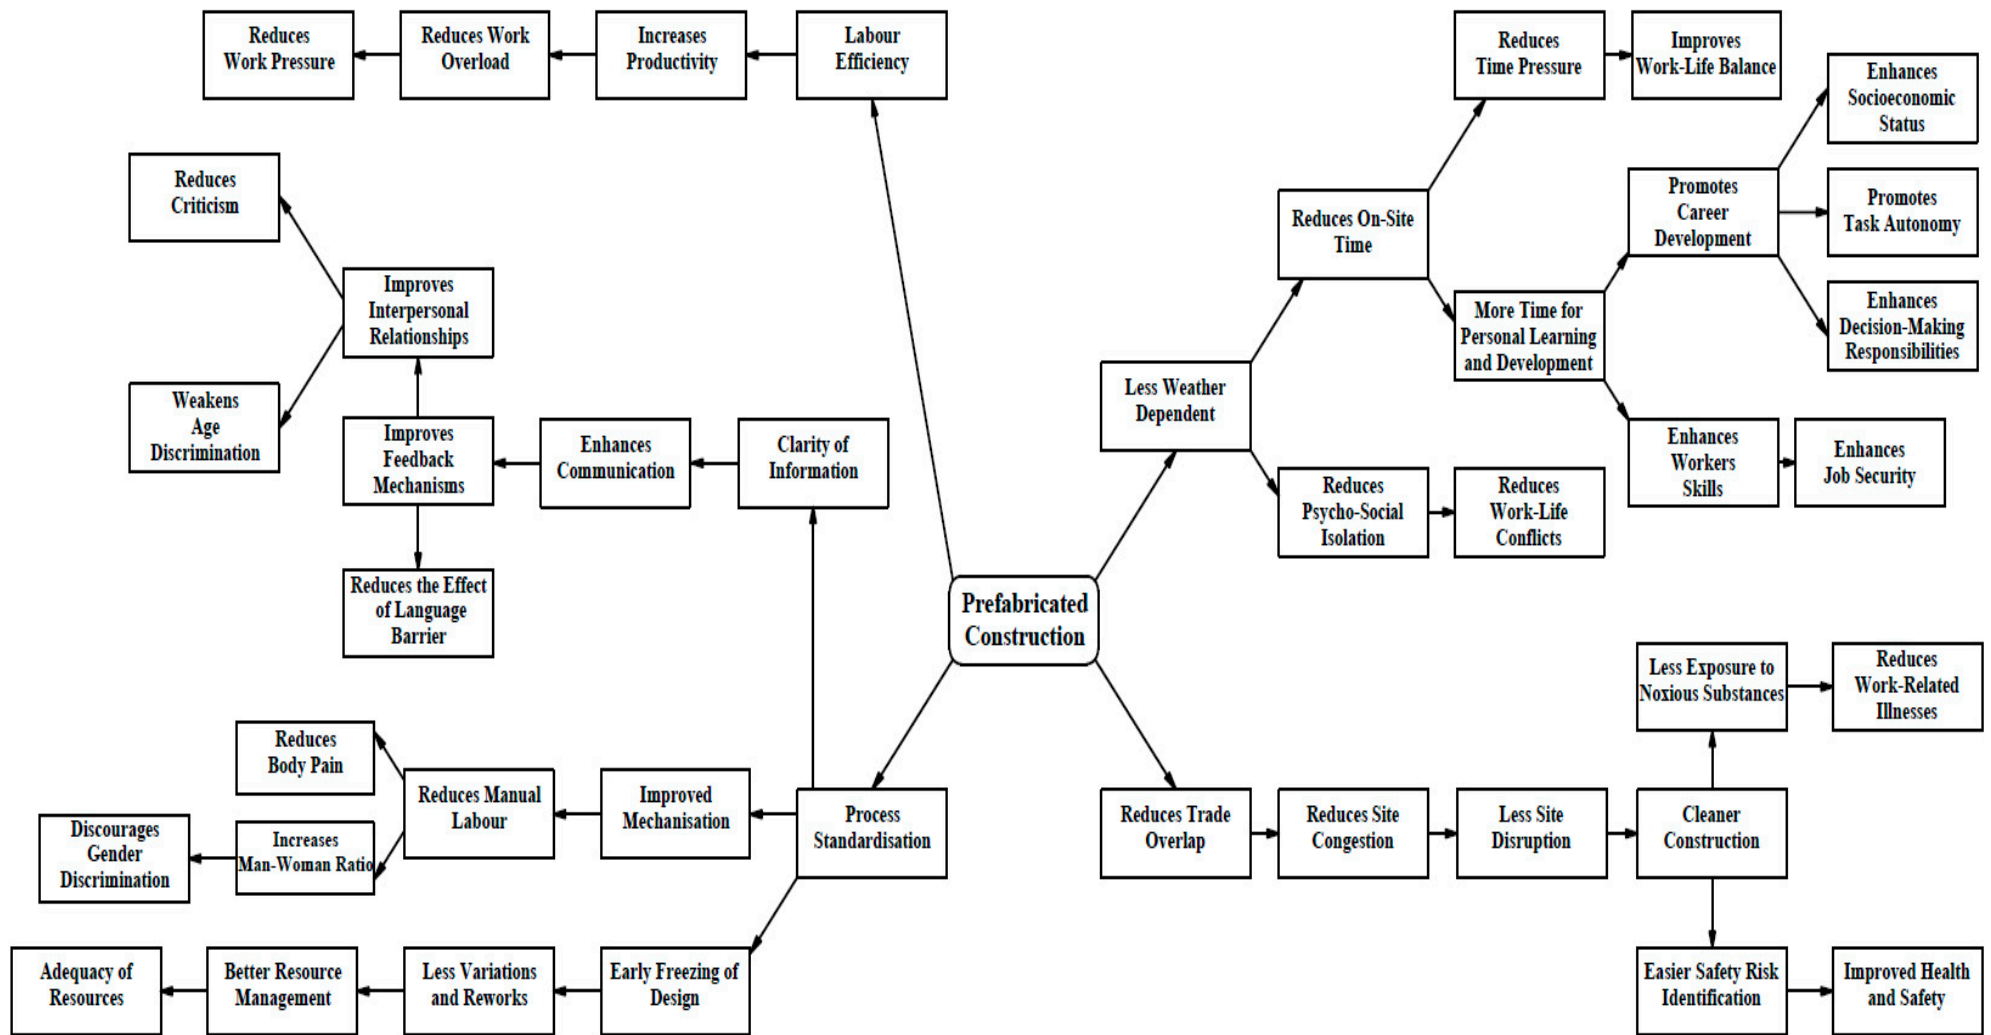 Reduces
Work Pressure
Reduces Work
Overload
Increases
Productivity
Labour
Efficiency
Reduces
Time Pressure
Improves
Work-Life Balance
Enhances
Socioeconomic
Status
Reduces
Criticism
Promotes
Career
Development
Promotes
Task Autonomy
Reduces On-Site
Time
Improves
Interpersonal
Relationships
More Time for
Personal Learning
and Development
Enhances
Decision-Making
Responsibilities
Weakens
Age
Discrimination
Improves
Feedback
Mechanisms
Enhances
Communication
Clarity of
Information
Less Weather
Dependent
Enhances
Workers
Skills
Enhances
Job Security
Reduces
Psycho-Social
Isolation
Reduces
Work-Life
Conflicts
Reduces the Effect
of Language
Barrier
Prefabricated
Construction
Less Exposure to
Noxious Substances
Reduces
Work-Related
Illnesses
Reduces
Body Pain
Reduces Manual
Labour
Improved
Mechanisation
Process
Standardisation
Reduces Trade
Overlap
Reduces Site
Congestion
Less Site
Disruption
Cleaner
Construction
Discourages
Gender
Discrimination
Increases
Man-Woman Ratio
Adequacy of
Resources
Better Resource
Management
Less Variations
and Reworks
Early Freezing of
Design
Easier Safety Risk
Identification
Improved Health
and Safety